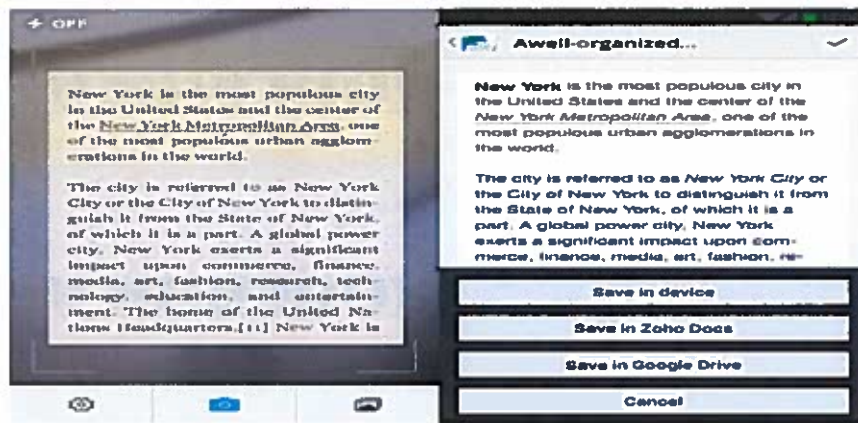 OFF
New York is the most populous city
in the United States and the center of
the New York Metropolitan Area, one
of the most populous urban agglom-
erations in the world.
The city is referred to as New York
City or the City of New York to distin-
guish it from the State of New York,
of which it is a part. A global power
city, New York exerts a significant
impact upon commerce, finance,
media, art, fashion, research, tech-
nology, education, and entertain-
ment. The home of the United Na-
tions Headquarters,[11] New York is
Awell-organized...
New York is the most populous city in
the United States and the center of the
New York Metropolitan Area, one of the
most populous urban agglomerations in
the world.
The city is referred to as New York City or
the City of New York to distinguish it from
the State of New York, of which it is a
part. A global power city, New York
exerts a significant impact upon com-
merce, finance, media, art, fashion, re-
Save in device
Save in Zoho Docs
Save in Google Drive
Cancel